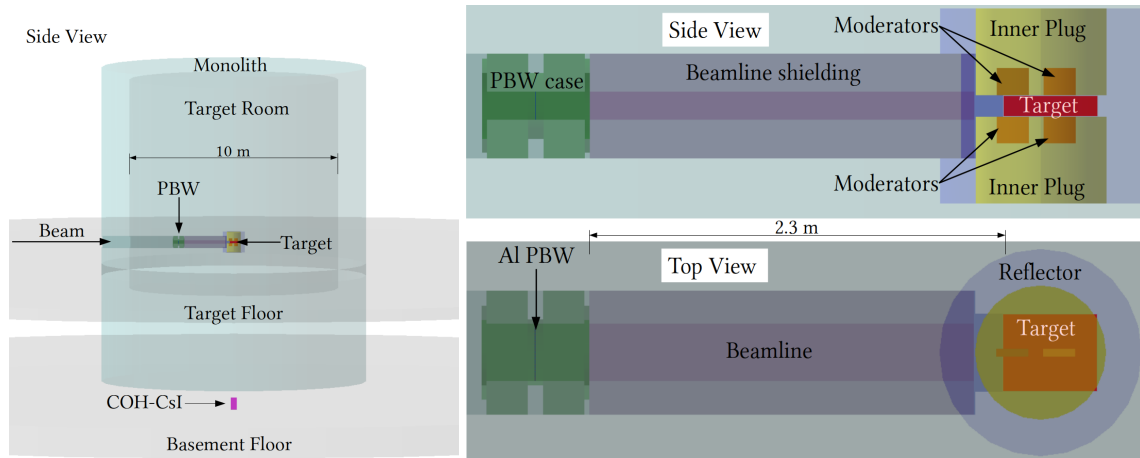 Side View
Monolith
Target Room
10 m
PBW
Beam
Target
Target Floor
COH-CsI
Basement Floor
Side View
Moderators
Inner Plug
PBW case
Beamline shielding
Target
Moderators
Inner Plug
2.3 m
Al PBW
Top View
Reflector
Target
Beamline